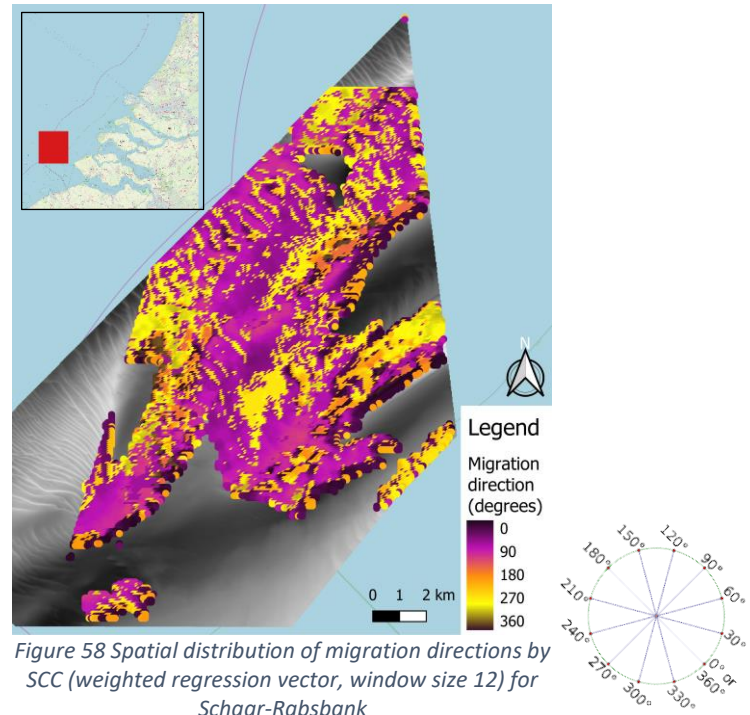 N
Legend
Migration
direction
(degrees)
0
90
180
270
360
0 1 2 km
150°
120°
90°
60°
30°
0° or
360°
330°
300°
270°
240°
210°
180°
Figure 58 Spatial distribution of migration directions by
SCC (weighted regression vector, window size 12) for
Schaar-Rabsbank